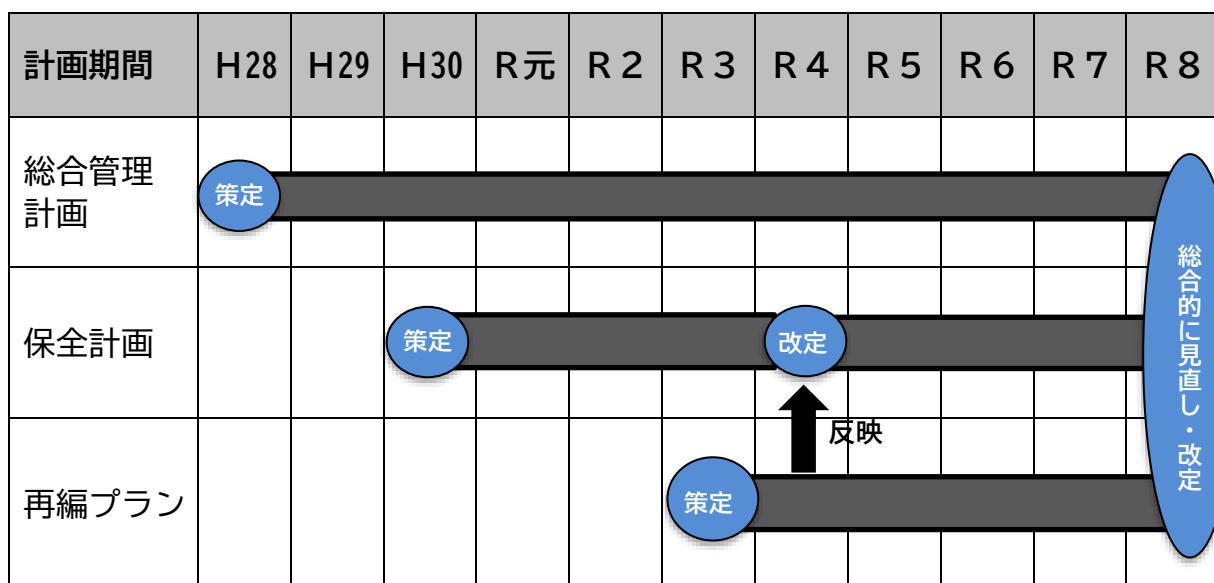 計画期間 H28 H29 H30 R元 R２ R３ R４ R５ R６ R７ R８
総合管理
計画
策定
保全計画
策定
改定
反映
再編プラン
策定
総合的に見直し・改定